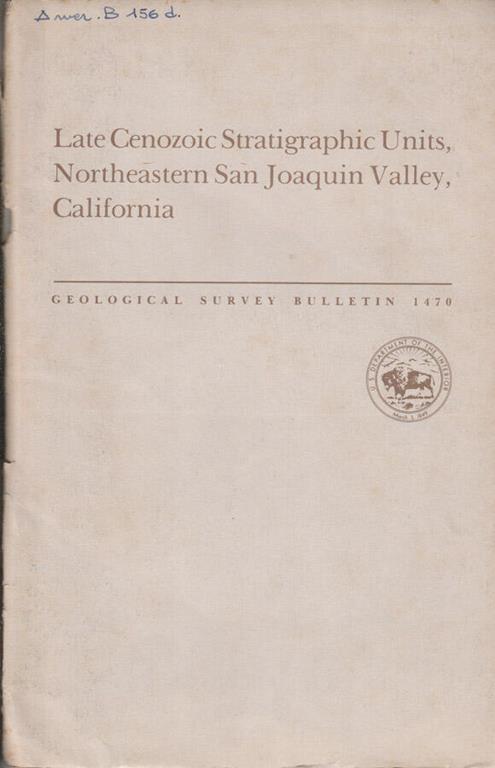 Amer. B 156 d.
Late Cenozoic Stratigraphic Units,
Northeastern San Joaquin Valley,
California
GEOLOGICAL SURVEY BULLETIN 1470
U.S. DEPARTMENT OF THE INTERIOR
March 3, 1849